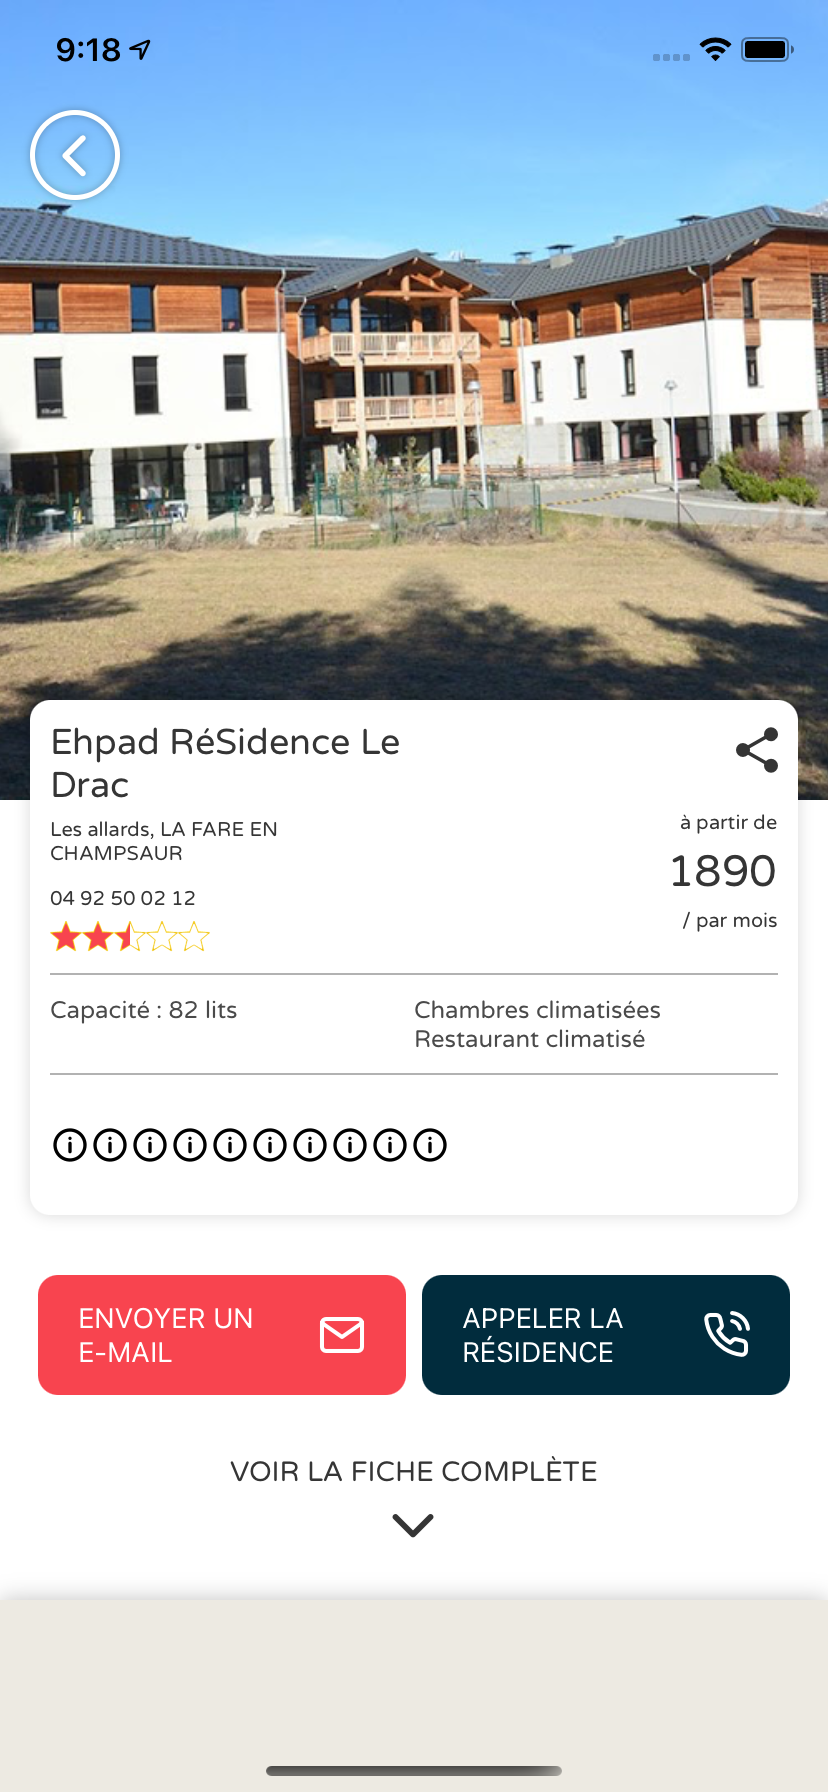 9:18
Ehpad RéSidence Le
Drac
Les allards, LA FARE EN
CHAMPSAUR
04 92 50 02 12
à partir de
1890
/ par mois
Capacité : 82 lits
Chambres climatisées
Restaurant climatisé
ENVOYER UN
E-MAIL
APPELER LA
RÉSIDENCE
VOIR LA FICHE COMPLÈTE